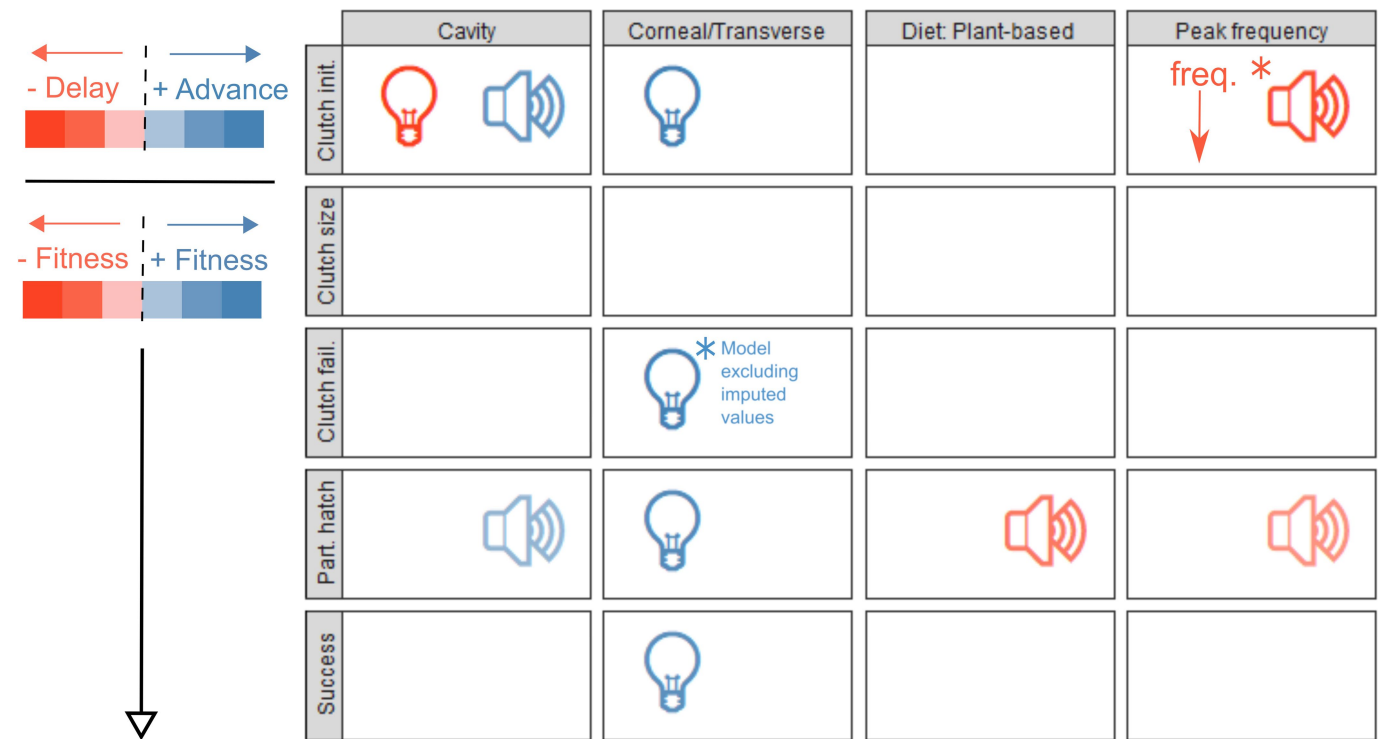 Cavity
Corneal/Transverse
Diet: Plant-based
Peak frequency
- Delay
+ Advance
Clutch init.
freq. *
Clutch size
- Fitness
+ Fitness
Clutch fail.
* Model
excluding
imputed
values
Part. hatch
Success